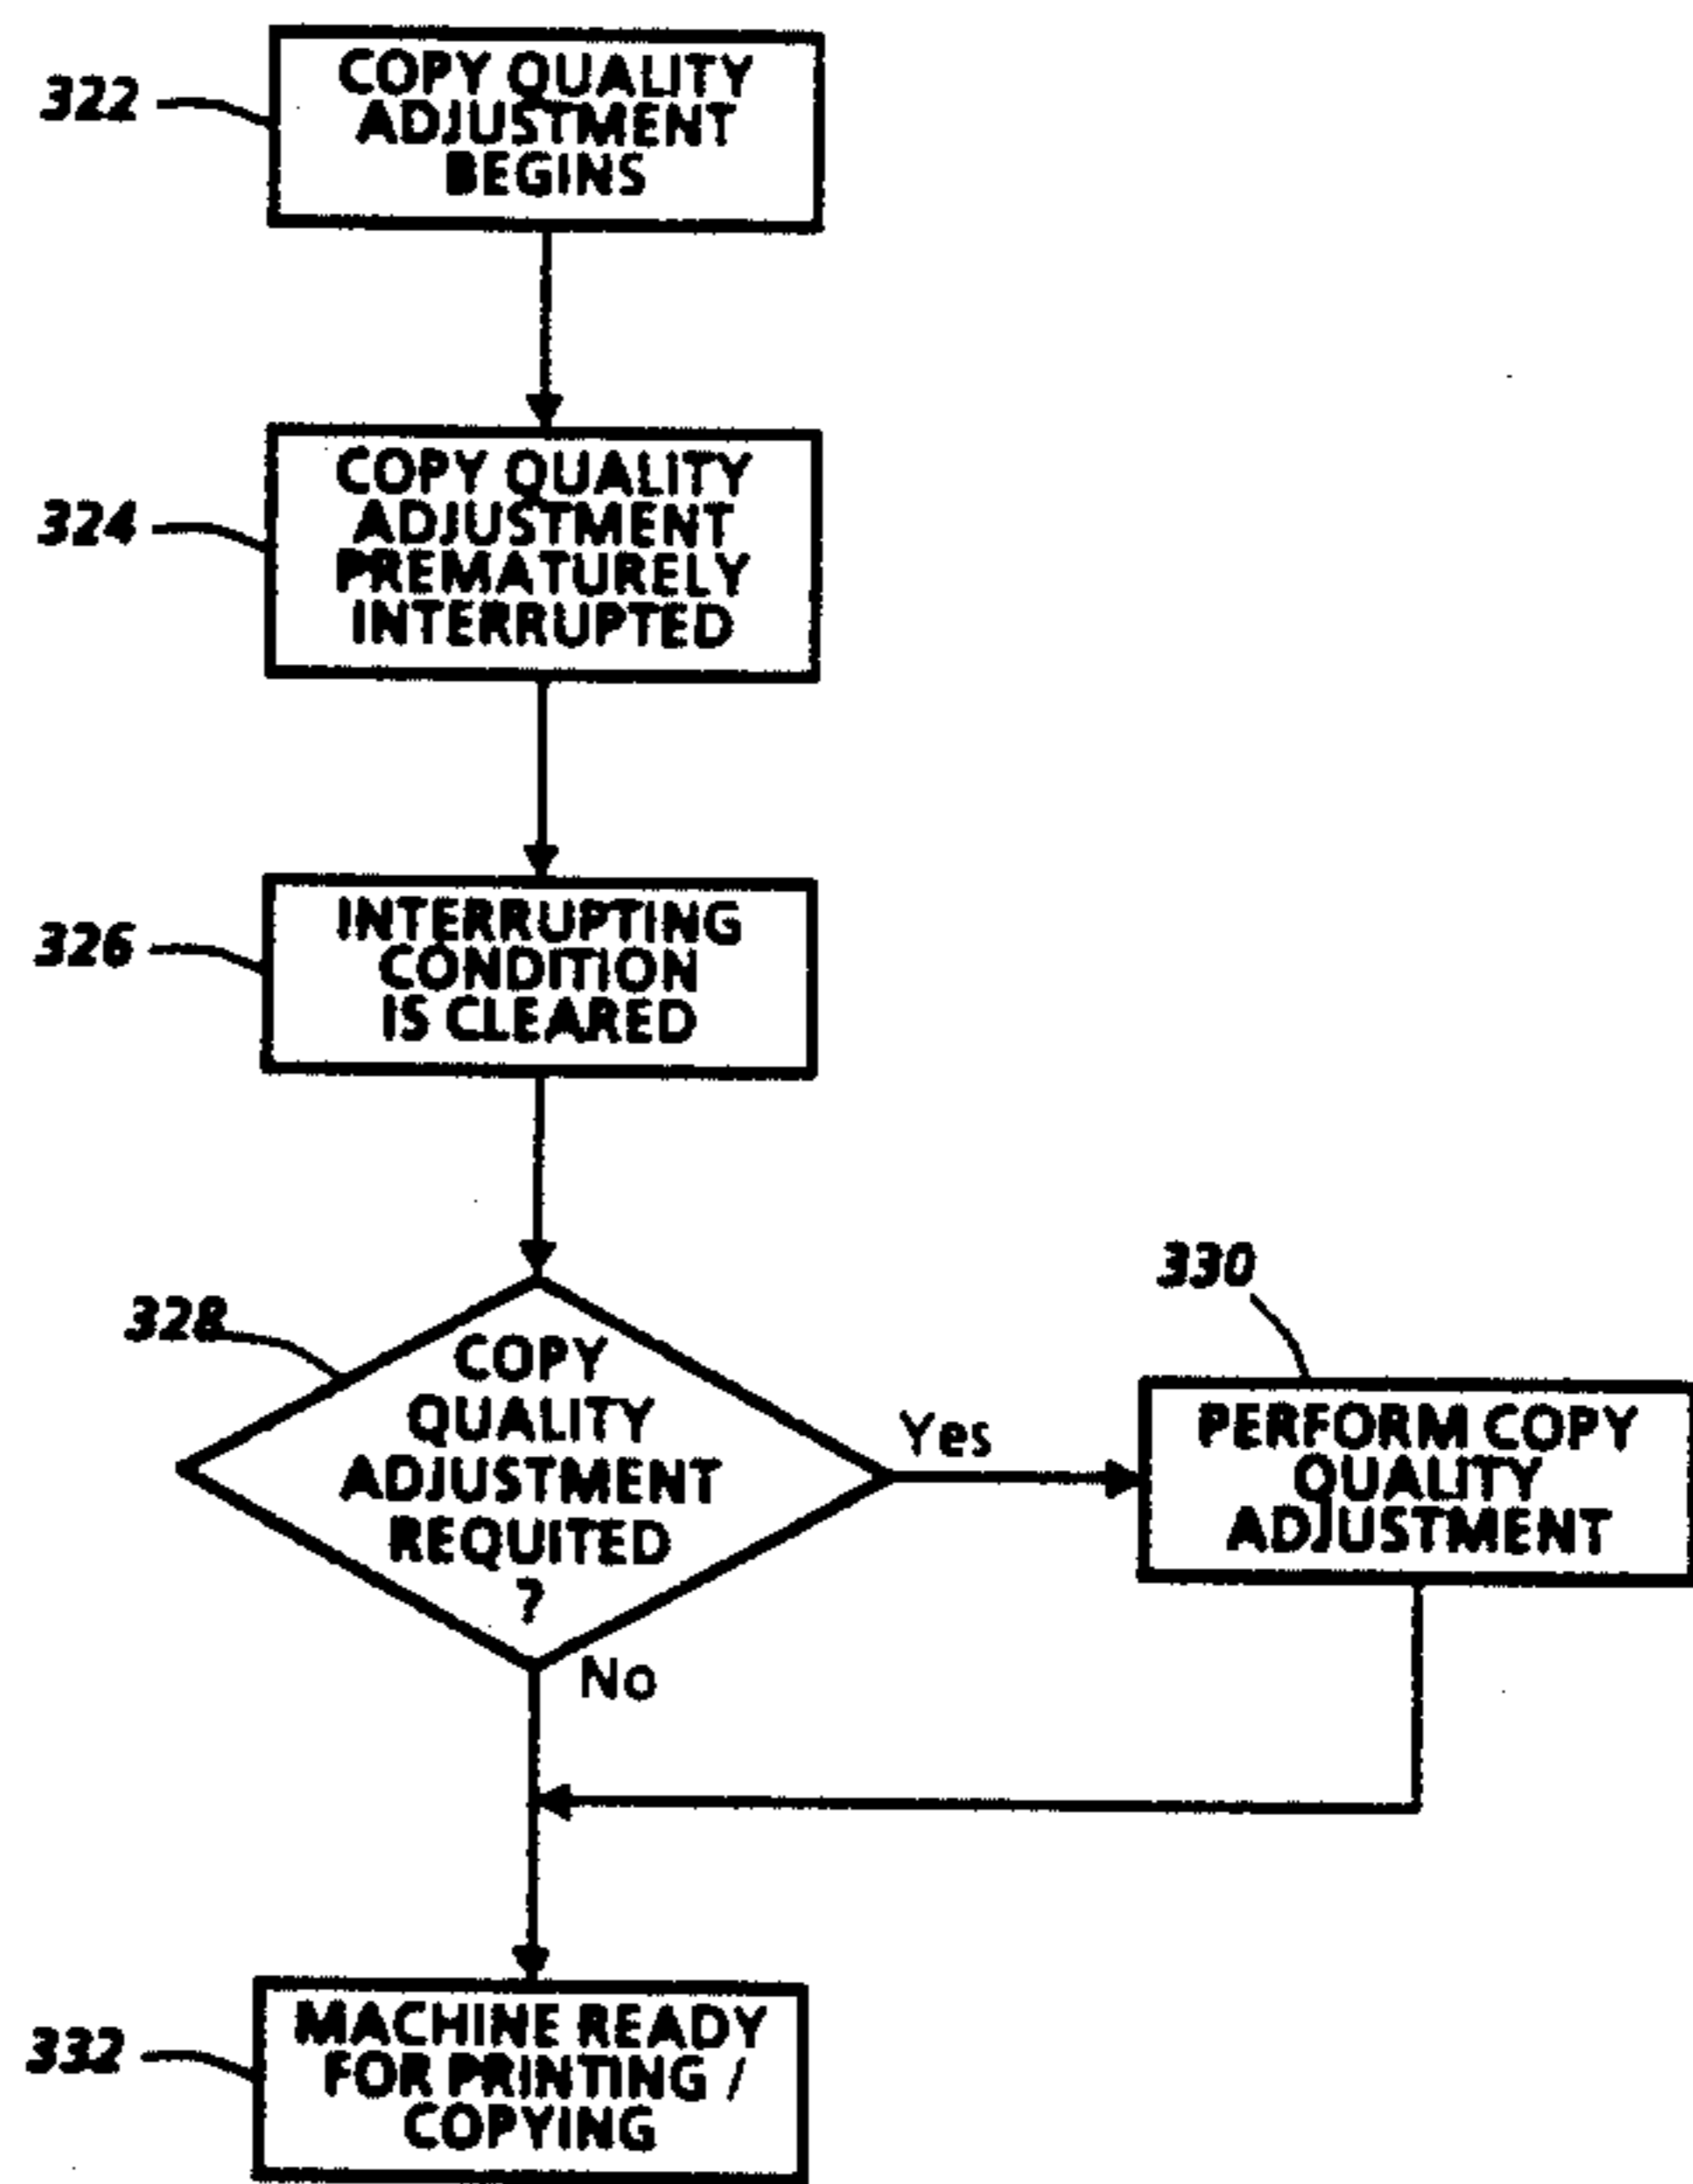 322
COPY QUALITY
ADJUSTMENT
BEGINS
324
COPY QUALITY
ADJUSTMENT
PREMATURELY
INTERRUPTED
326
INTERRUPTING
CONDITION
IS CLEARED
328
COPY
QUALITY
ADJUSTMENT
REQUITED
?
Yes
330
PERFORM COPY
QUALITY
ADJUSTMENT
No
332
MACHINE READY
FOR PRINTING /
COPYING